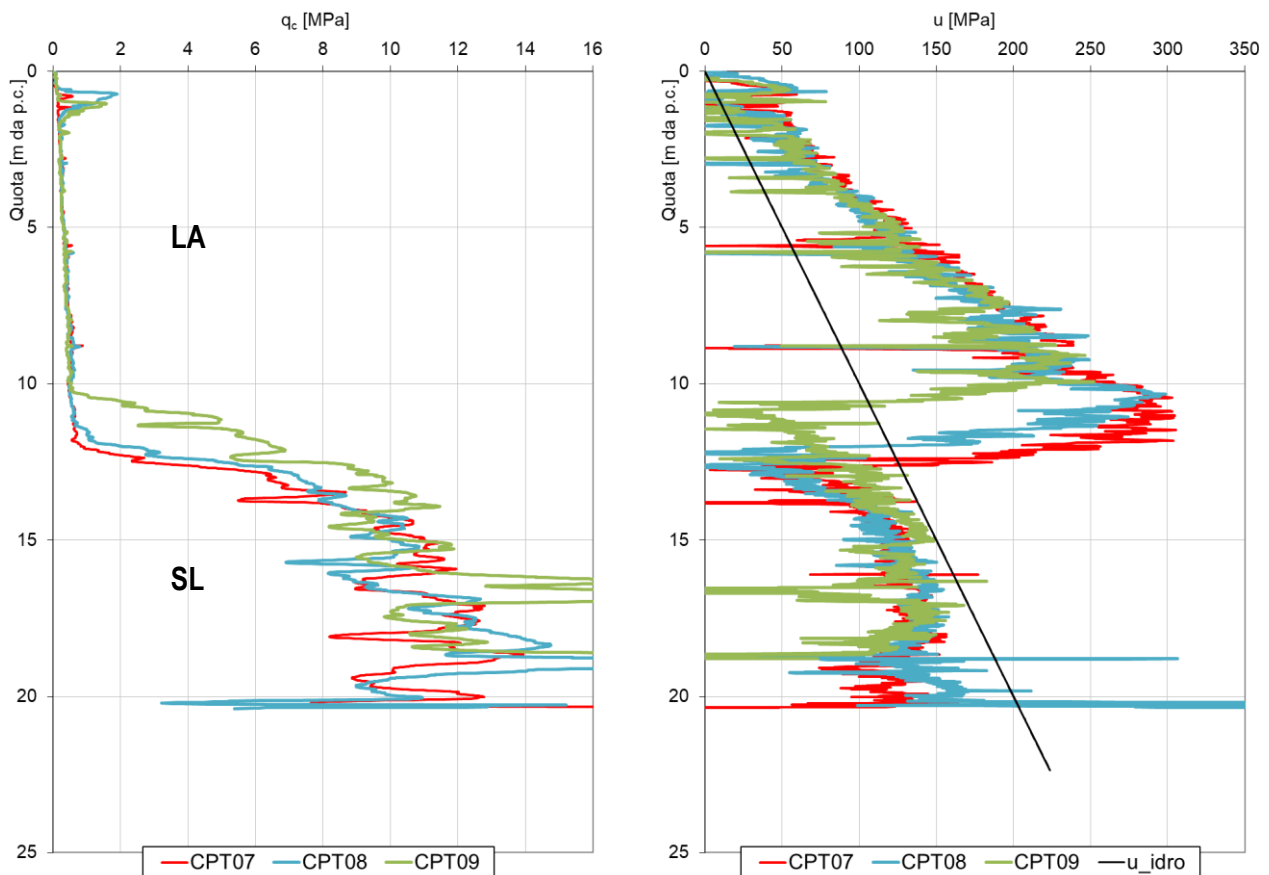 q_c [MPa]
0 2 4 6 8 10 12 14 16
Quota [m da p.c.]
0
5
10
15
20
25
LA
SL
CPT07 CPT08 CPT09
u [MPa]
0 50 100 150 200 250 300 350
Quota [m da p.c.]
0
5
10
15
20
25
CPT07 CPT08 CPT09 u_idro